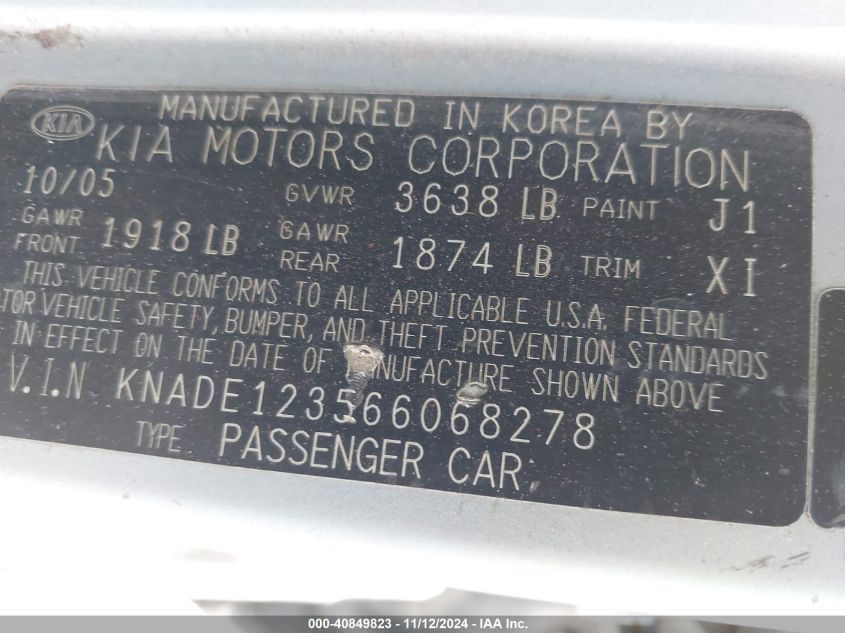 KIA
MANUFACTURED IN KOREA BY
KIA MOTORS CORPORATION
10/05 GVWR 3638 LB PAINT J1
GAWR FRONT 1918 LB GAWR REAR 1874 LB TRIM XI
THIS VEHICLE CONFORMS TO ALL APPLICABLE U.S.A. FEDERAL
TOR VEHICLE SAFETY, BUMPER, AND THEFT PREVENTION STANDARDS
IN EFFECT ON THE DATE OF MANUFACTURE SHOWN ABOVE
V.I.N KNADE123566068278
TYPE PASSENGER CAR
000-40849823 - 11/12/2024 - IAA Inc.